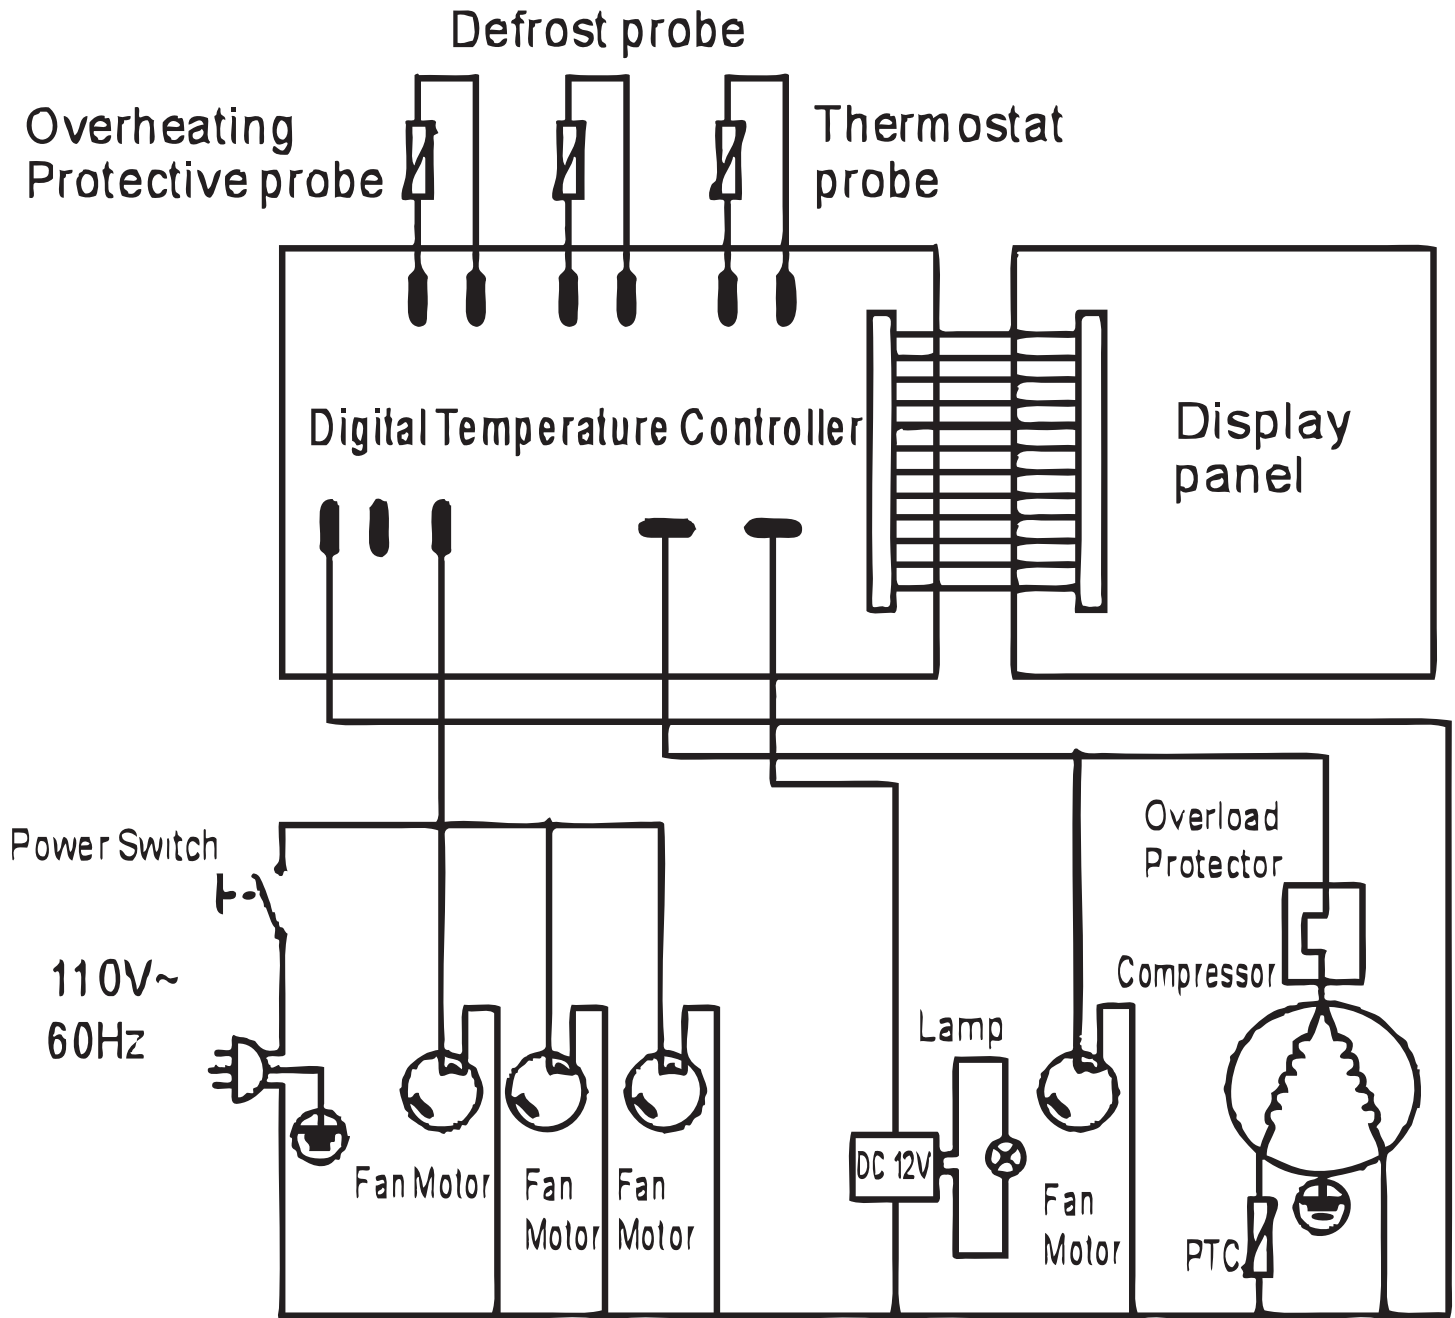 Defrost probe
Overheating
Protective probe
Thermostat
probe
Digital Temperature Controller
Display
panel
Power Switch
110V~
60Hz
Overload
Protector
Compressor
Lamp
DC 12V
Fan Motor
Fan
Motor
Fan
Motor
Fan
Motor
PTC